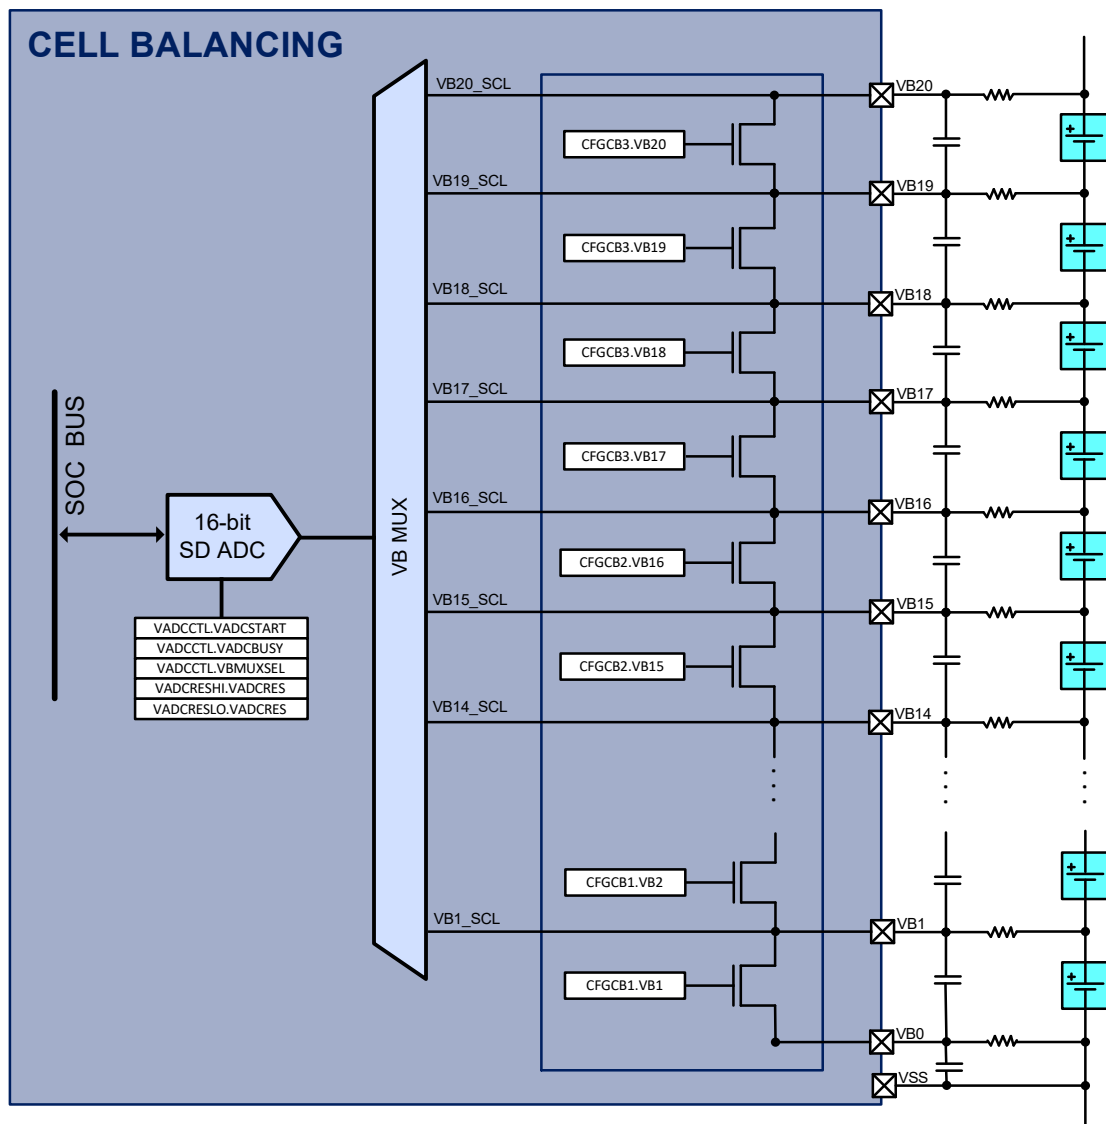 CELL BALANCING
VB20_SCL
VB20
CFGCB3.VB20
+
VB19_SCL
VB19
CFGCB3.VB19
+
VB18_SCL
VB18
CFGCB3.VB18
+
VB17_SCL
VB17
CFGCB3.VB17
+
VB16_SCL
VB16
CFGCB2.VB16
+
VB15_SCL
VB15
CFGCB2.VB15
+
VB14_SCL
VB14
SOC BUS
16-bit
SD ADC
VB MUX
VADCCTL.VADCSTART
VADCCTL.VADCBUSY
VADCCTL.VBMUXSEL
VADCRESHI.VADCRES
VADCRESLO.VADCRES
CFGCB1.VB2
+
VB1_SCL
VB1
CFGCB1.VB1
+
VB0
VSS